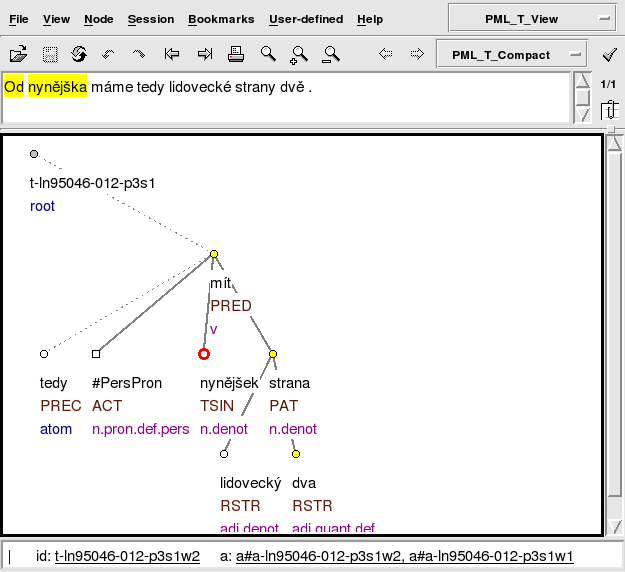 File View Node Session Bookmarks User-defined Help PML_T_View
PML_T_Compact
Od nynějška máme tedy lidovecké strany dvě .
1/1
t-ln95046-012-p3s1
root
mít
PRED
v
tedy #PersPron nynějšek strana
PREC ACT TSIN PAT
atom n.pron.def.pers n.denot n.denot
lidovecký dva
RSTR RSTR
adj.denot adj.quant.def
id: t-ln95046-012-p3s1w2 a: a#a-ln95046-012-p3s1w2, a#a-ln95046-012-p3s1w1